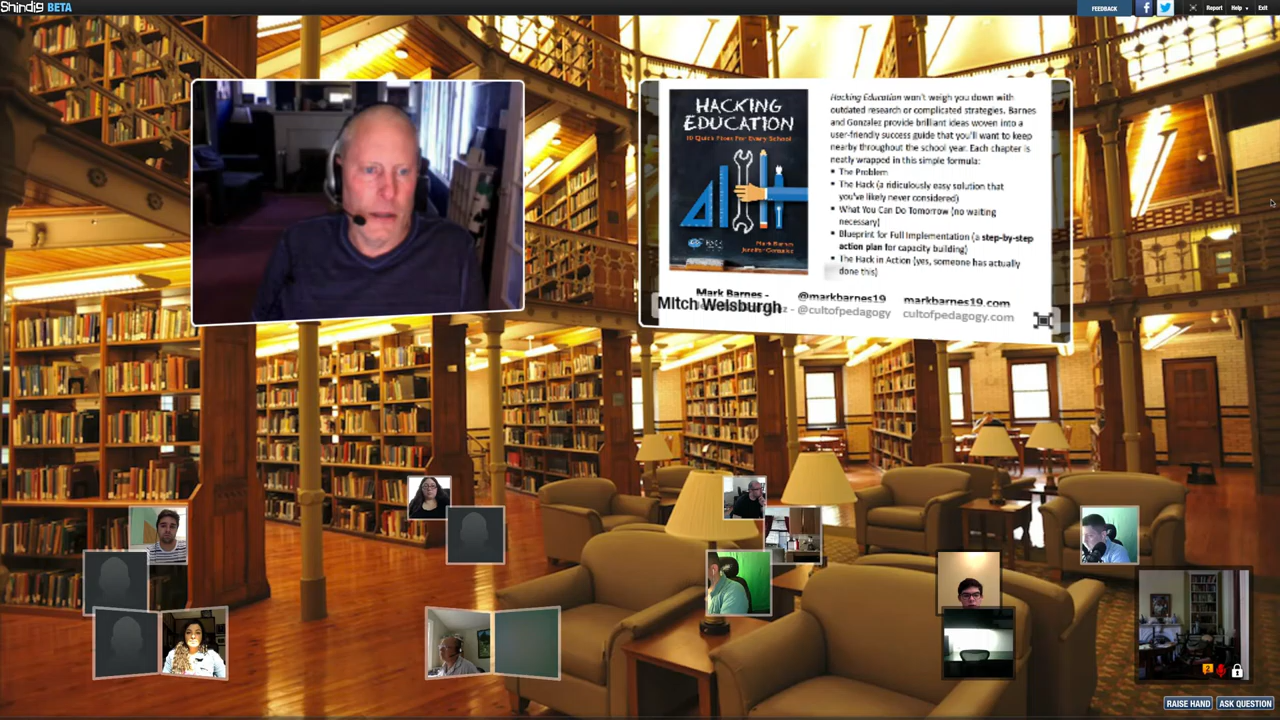 Shindig BETA
FEEDBACK
Report
Help
Exit
HACKING
EDUCATION
10 Quick Fixes For Every School
Mark Barnes
Jennifer Gonzalez
Hacking Education won't weigh you down with
outdated research or complicated strategies. Barnes
and Gonzalez provide brilliant ideas woven into a
user-friendly success guide that you'll want to keep
nearby throughout the school year. Each chapter is
neatly wrapped in this simple formula:
▪ The Problem
▪ The Hack (a ridiculously easy solution that
you've likely never considered)
▪ What You Can Do Tomorrow (no waiting
necessary)
▪ Blueprint for Full Implementation (a step-by-step
action plan for capacity building)
▪ The Hack in Action (yes, someone has actually
done this)
Mark Barnes - @markbarnes19 markbarnes19.com
Mitch Weisburgh
z - @cultofpedagogy cultofpedagogy.com
2
RAISE HAND
ASK QUESTION